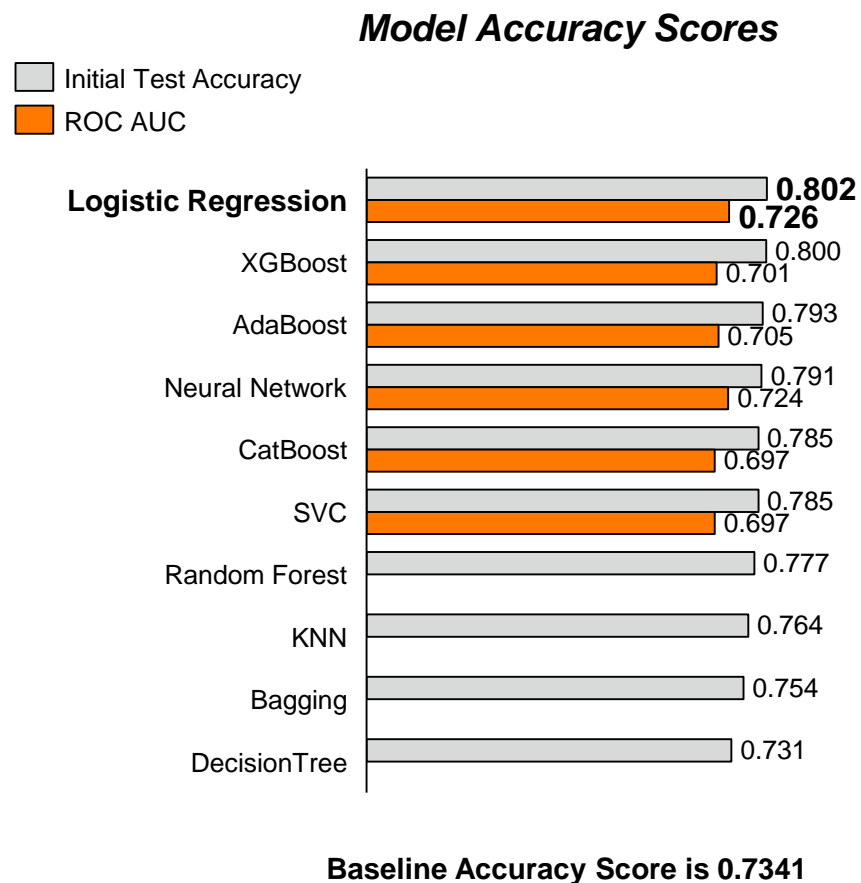 Model Accuracy Scores
Initial Test Accuracy
ROC AUC
Logistic Regression
0.802
0.726
XGBoost
0.800
0.701
AdaBoost
0.793
0.705
Neural Network
0.791
0.724
CatBoost
0.785
0.697
SVC
0.785
0.697
Random Forest
0.777
KNN
0.764
Bagging
0.754
DecisionTree
0.731
Baseline Accuracy Score is 0.7341